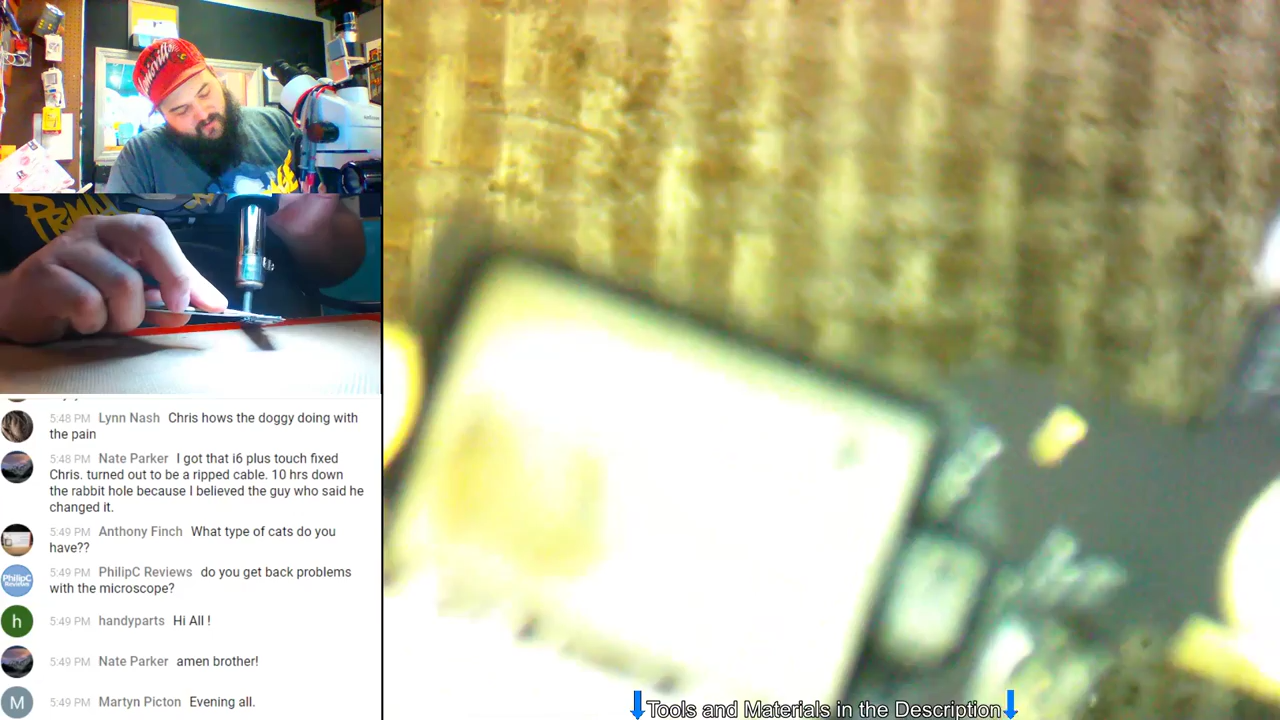 PRMA
5:48 PM Lynn Nash Chris hows the doggy doing with
the pain
5:48 PM Nate Parker I got that i6 plus touch fixed
Chris. turned out to be a ripped cable. 10 hrs down
the rabbit hole because I believed the guy who said he
changed it.
5:49 PM Anthony Finch What type of cats do you
have??
PhilipC
Reviews
5:49 PM PhilipC Reviews do you get back problems
with the microscope?
h
5:49 PM handyparts Hi All !
5:49 PM Nate Parker amen brother!
M
5:49 PM Martyn Picton Evening all.
Tools and Materials in the Description